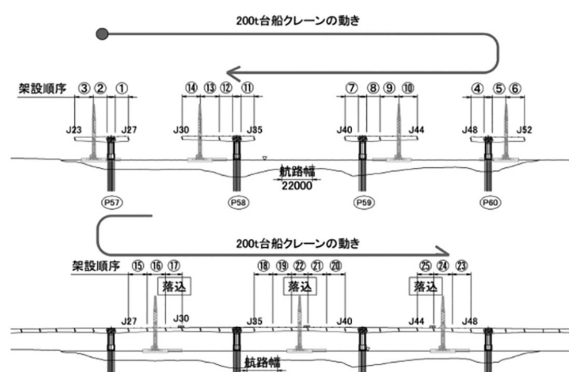 200t台船クレーンの動き
架設順序 ③ ② ① ⑭ ⑬ ⑫ ⑪ ⑦ ⑧ ⑨ ⑩ ④ ⑤ ⑥
J23 J27 J30 J35 J40 J44 J48 J52
航路幅
22000
P57 P58 P59 P60
200t台船クレーンの動き
架設順序 ⑮ ⑯ ⑰ ⑱ ⑲ ㉒ ㉑ ⑳ ㉕ ㉔ ㉓
落込 落込 落込
J27 J30 J35 J40 J44 J48
航路幅